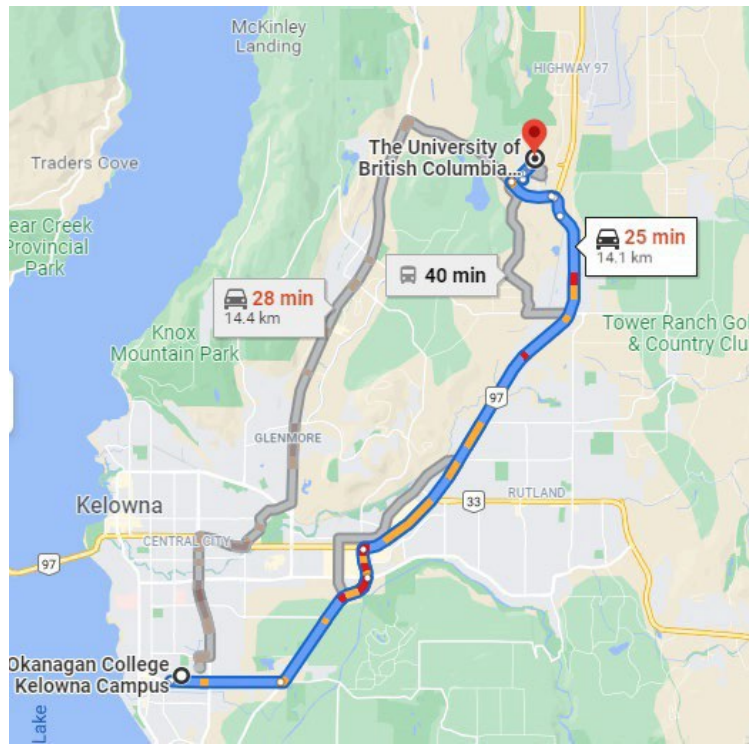 McKinley
Landing
HIGHWAY 97
The University of
British Columbia...
Traders Cove
ear Creek
Provincial
Park
25 min
14.1 km
40 min
28 min
14.4 km
Knox
Mountain Park
Tower Ranch Gol
& Country Clu
97
GLENMORE
Kelowna
33
RUTLAND
CENTRAL CITY
97
Okanagan College
Kelowna Campus
Lake